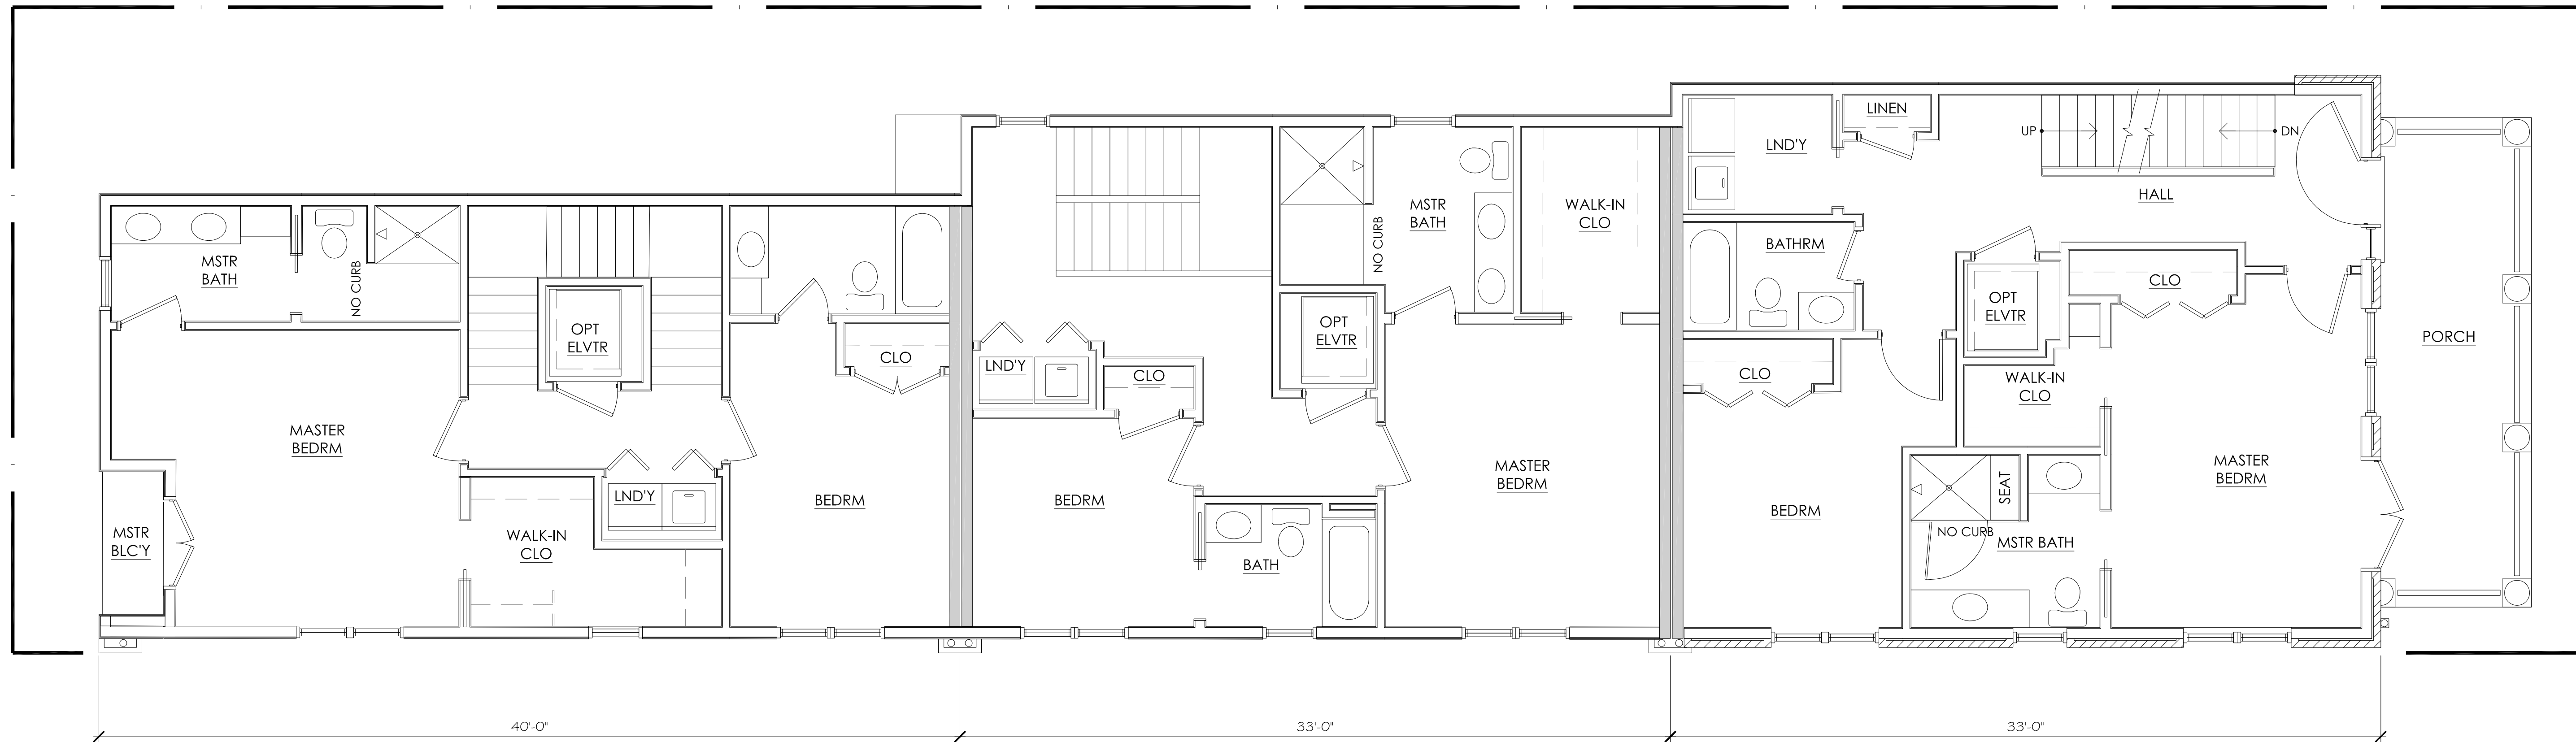 MSTR
BATH
NO CURB
OPT
ELVTR
MASTER
BEDRM
MSTR
BLC'Y
LND'Y
WALK-IN
CLO
CLO
BEDRM
LND'Y
CLO
BEDRM
BATH
NO CURB
MSTR
BATH
WALK-IN
CLO
OPT
ELVTR
MASTER
BEDRM
LND'Y
LINEN
UP
DN
HALL
BATHRM
CLO
BEDRM
OPT
ELVTR
CLO
WALK-IN
CLO
SEAT
NO CURB
MSTR BATH
MASTER
BEDRM
PORCH
40'-0"
33'-0"
33'-0"